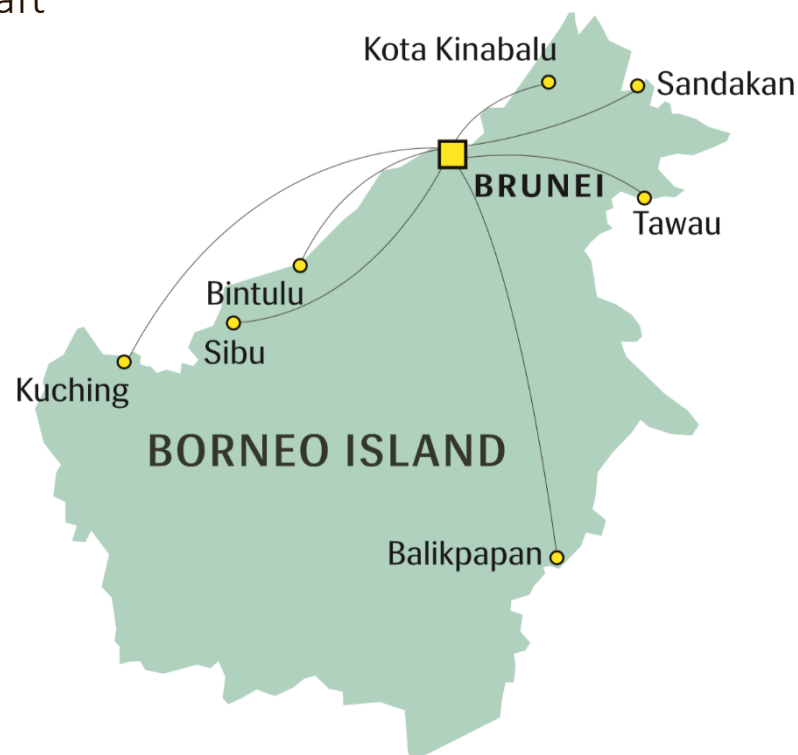 Kota Kinabalu
Sandakan
BRUNEI
Tawau
Bintulu
Sibu
Kuching
BORNEO ISLAND
Balikpapan